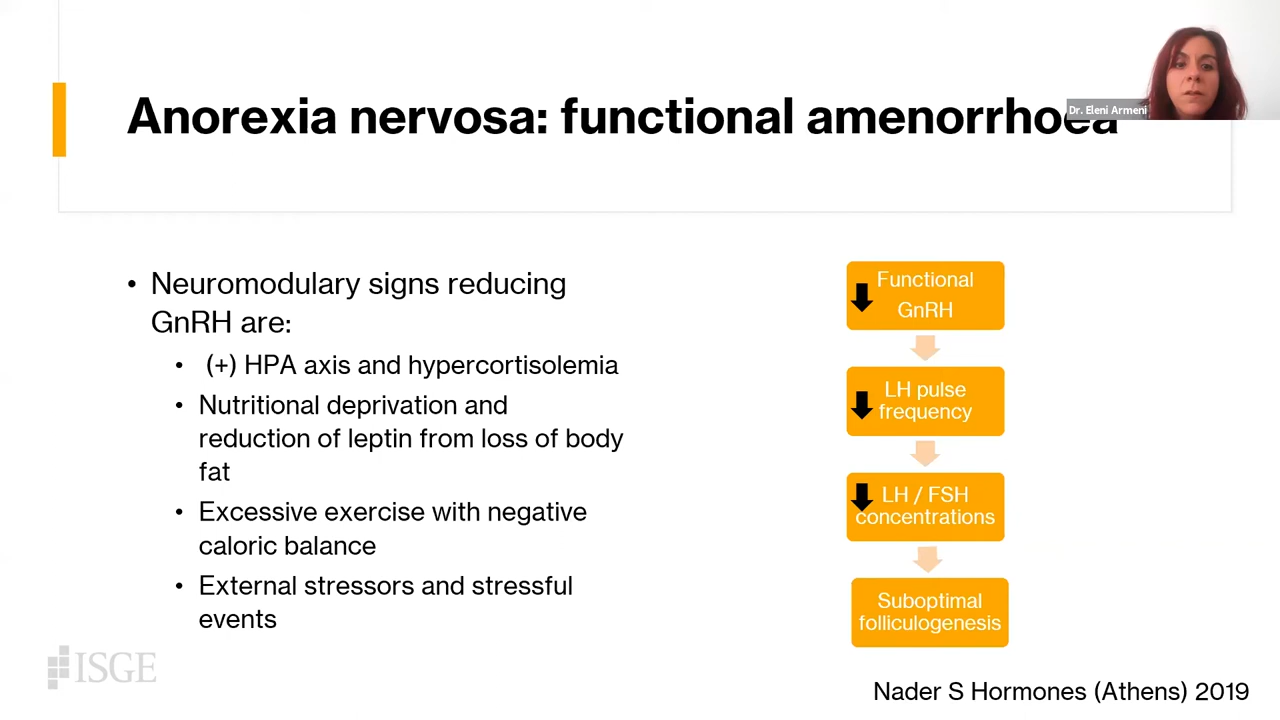 Anorexia nervosa: functional amenorrhoea
Dr. Eleni Armeni
• Neuromodulary signs reducing
GnRH are:
• (+) HPA axis and hypercortisolemia
• Nutritional deprivation and
reduction of leptin from loss of body
fat
• Excessive exercise with negative
caloric balance
• External stressors and stressful
events
Functional
GnRH
LH pulse
frequency
LH / FSH
concentrations
Suboptimal
folliculogenesis
ISGE
Nader S Hormones (Athens) 2019